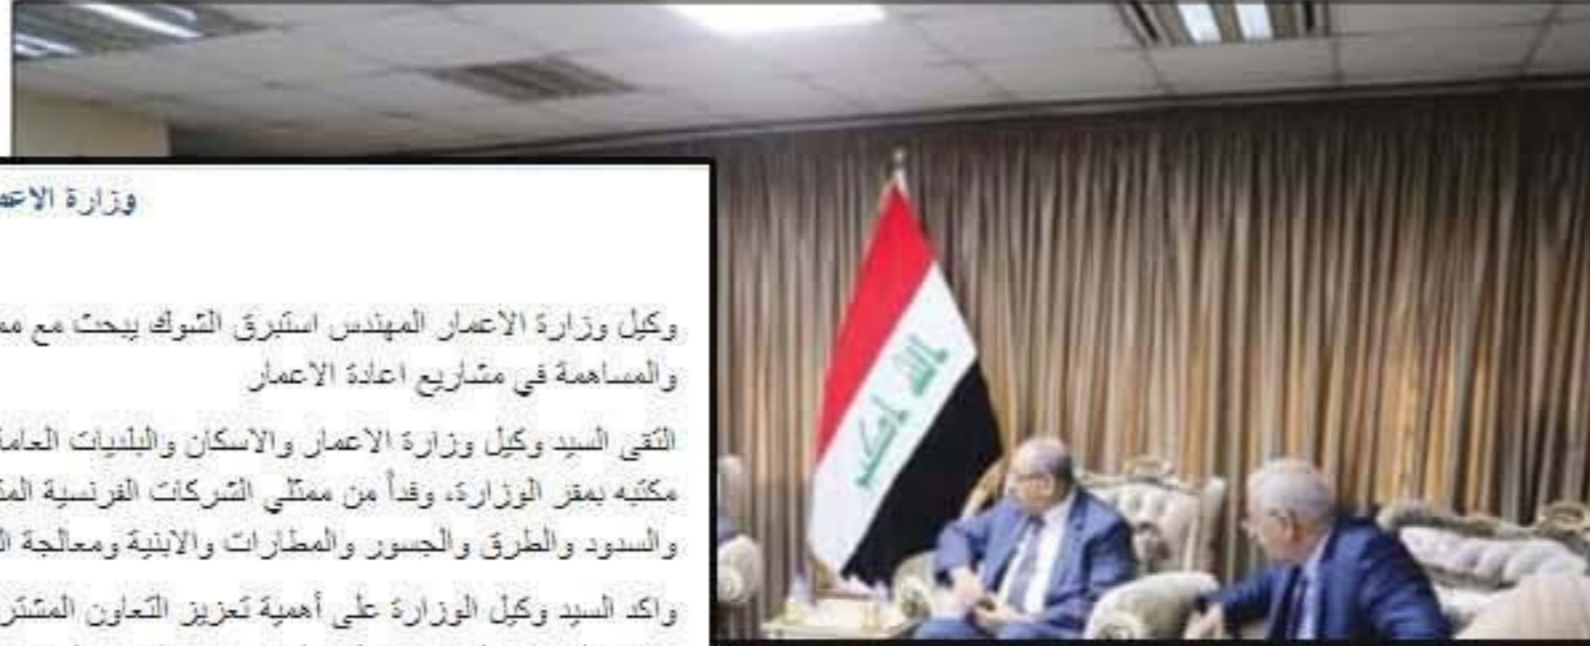 وزارة الاعم
وكيل وزارة الاعمار المهندس استبرق الشوك يبحث مع مم
والمساهمة في مشاريع اعادة الاعمار
التقى السيد وكيل وزارة الاعمار والاسكان والبلديات العامة
مكتبه بمقر الوزارة، وفداً من ممثلي الشركات الفرنسية المت
والسدود والطرق والجسور والمطارات والابنية ومعالجة ال
واكد السيد وكيل الوزارة على أهمية تعزيز التعاون المشتر
الله اكبر